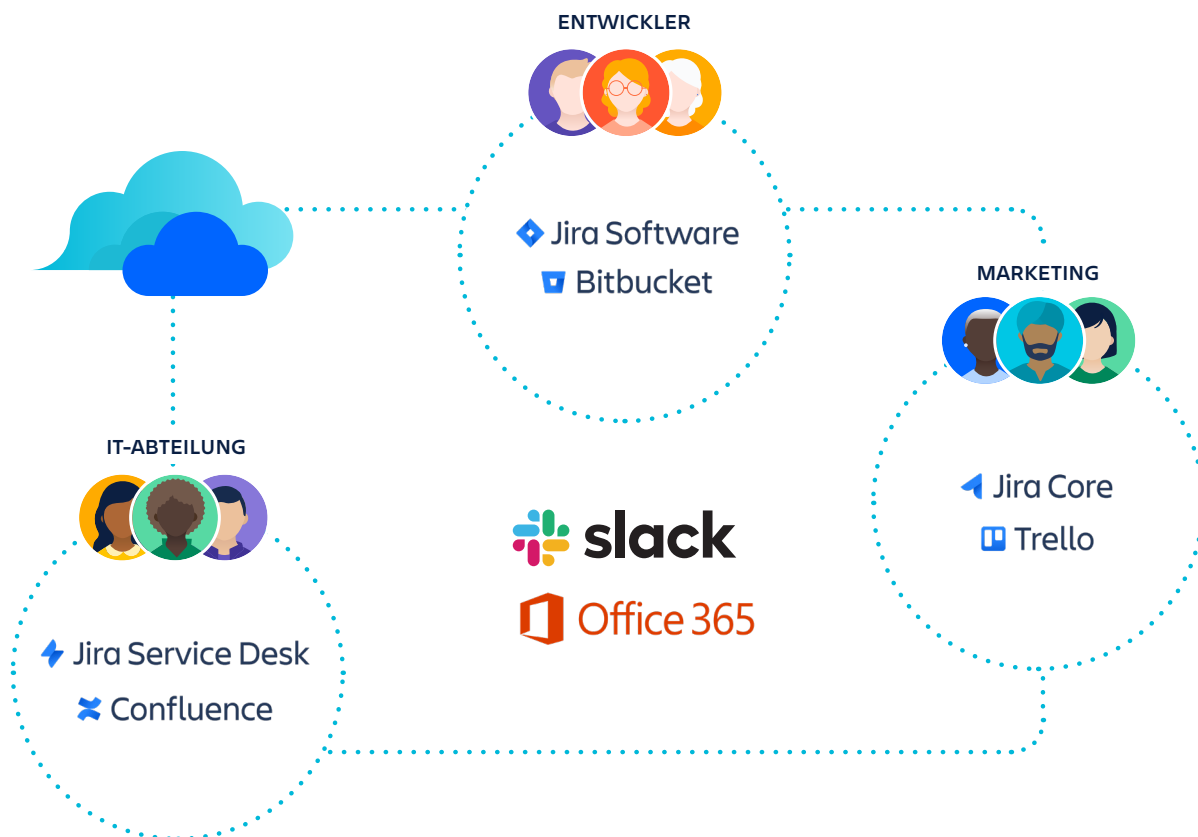 ENTWICKLER
Jira Software
Bitbucket
MARKETING
Jira Core
Trello
IT-ABTEILUNG
Jira Service Desk
Confluence
slack
Office 365